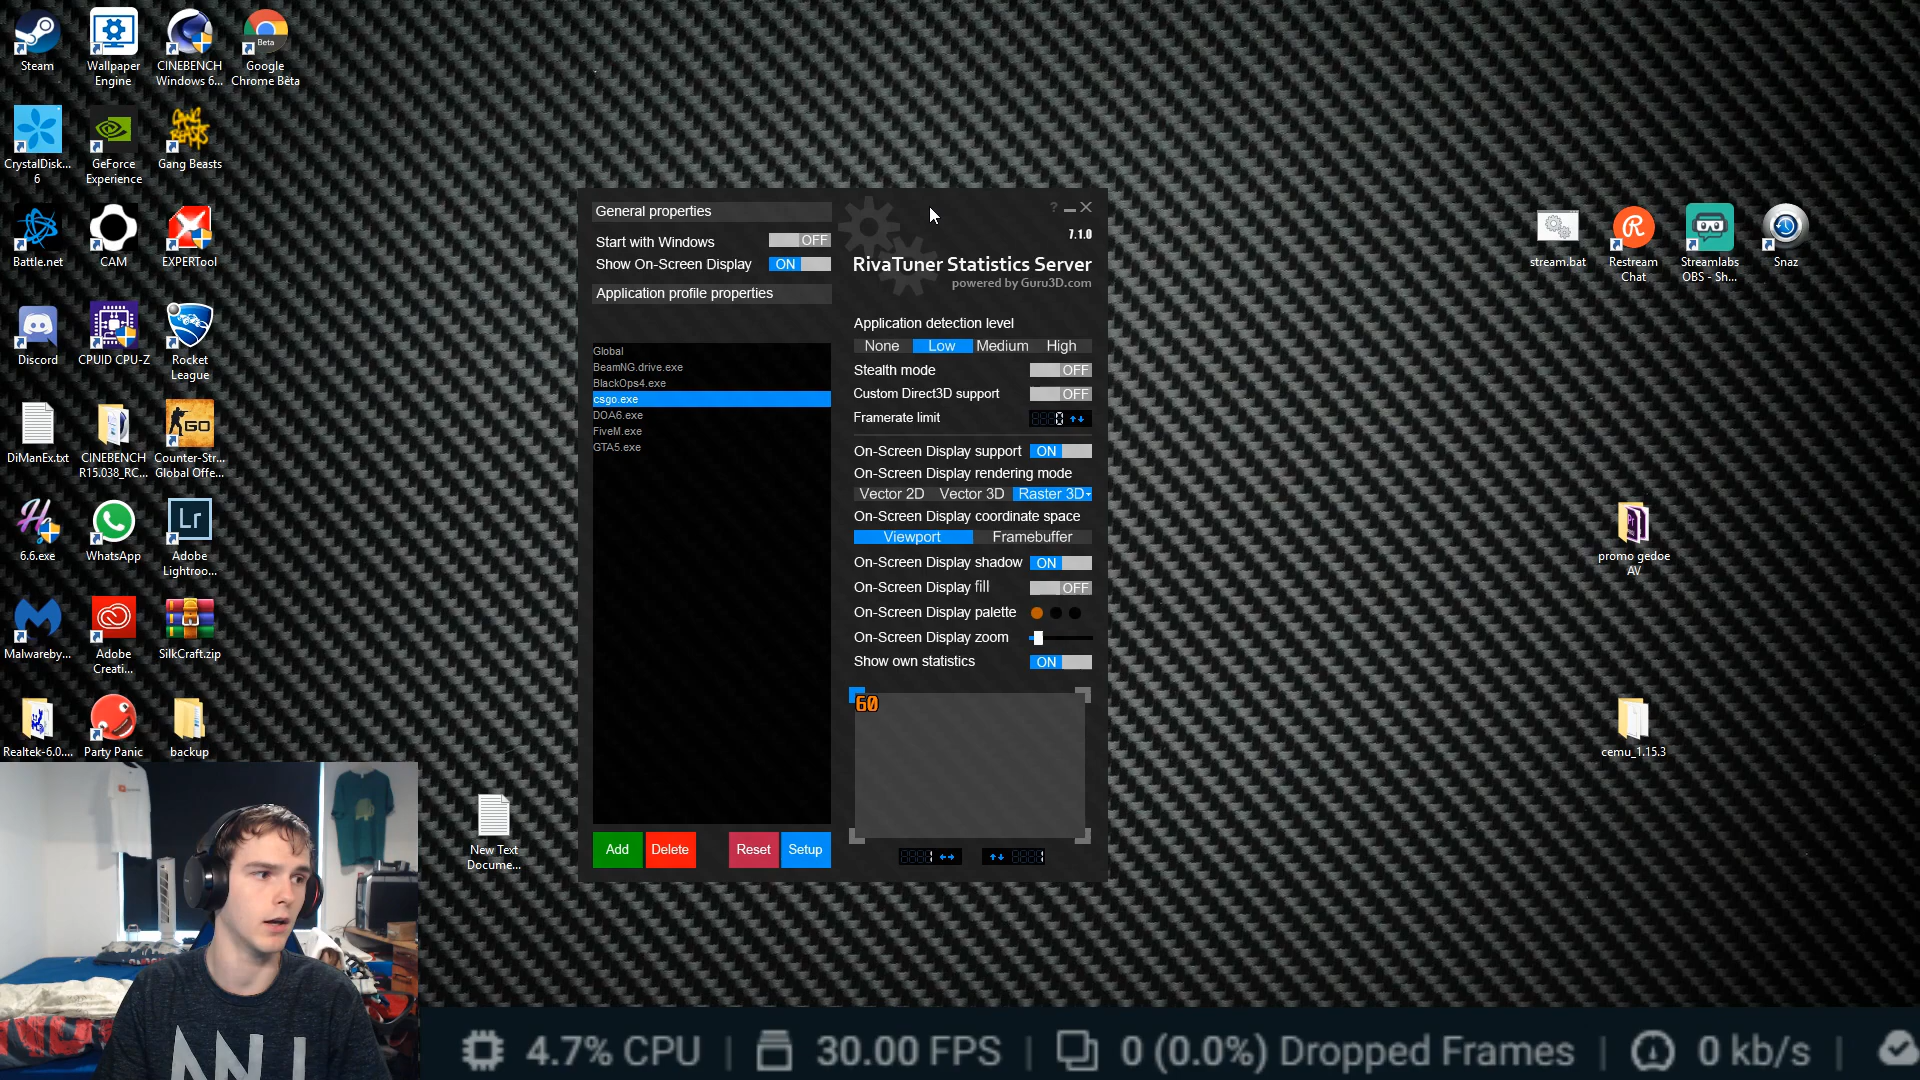 Steam
Wallpaper
Engine
CINEBENCH
Windows 6...
Google
Chrome Bèta
Beta
CrystalDisk...
6
GeForce
Experience
GANG
BEASTS
Gang Beasts
Battle.net
CAM
EXPERTool
Discord
CPUID CPU-Z
Rocket
League
DiManEx.txt
CINEBENCH
R15.038_RC...
GO
Counter-Str...
Global Offe...
6.6.exe
WhatsApp
Lr
Adobe
Lightroo...
Malwareby...
Adobe
Creati...
SilkCraft.zip
Realtek-6.0....
Party Panic
backup
New Text
Docume...
General properties
Start with Windows OFF
Show On-Screen Display ON
Application profile properties
Global
BeamNG.drive.exe
BlackOps4.exe
csgo.exe
DOA6.exe
FiveM.exe
GTA5.exe
Add Delete Reset Setup
?
7.1.0
RivaTuner Statistics Server
powered by Guru3D.com
Application detection level
None Low Medium High
Stealth mode OFF
Custom Direct3D support OFF
Framerate limit 0
On-Screen Display support ON
On-Screen Display rendering mode
Vector 2D Vector 3D Raster 3D
On-Screen Display coordinate space
Viewport Framebuffer
On-Screen Display shadow ON
On-Screen Display fill OFF
On-Screen Display palette
On-Screen Display zoom
Show own statistics ON
60
1 1
stream.bat
Restream
Chat
Streamlabs
OBS - Sh...
Snaz
Pr
promo gedoe
AV
cemu_1.15.3
4.7% CPU | 30.00 FPS | 0 (0.0%) Dropped Frames | 0 kb/s |